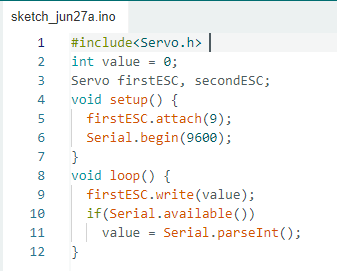 sketch_jun27a.ino
1 #include<Servo.h>
2 int value = 0;
3 Servo firstESC, secondESC;
4 void setup() {
5 firstESC.attach(9);
6 Serial.begin(9600);
7 }
8 void loop() {
9 firstESC.write(value);
10 if(Serial.available())
11 value = Serial.parseInt();
12 }